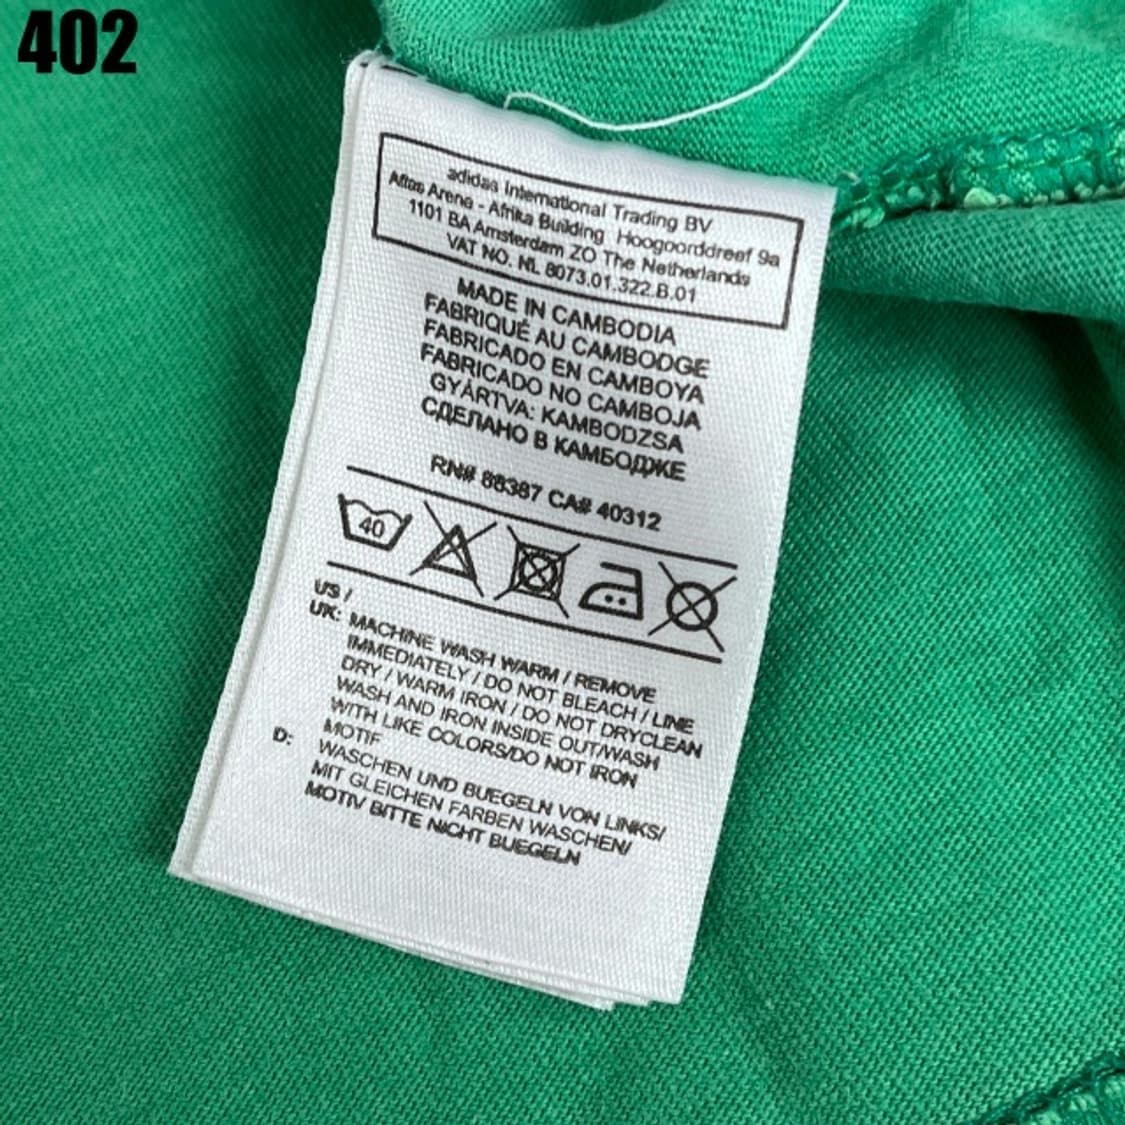 402
adidas International Trading BV
Atlas Arena - Afrika Building Hoogoorddreef 9a
1101 BA Amsterdam ZO The Netherlands
VAT NO. NL 8073.01.322.B.01
MADE IN CAMBODIA
FABRIQUÉ AU CAMBODGE
FABRICADO EN CAMBOYA
FABRICADO NO CAMBOJA
GYÁRTVA: KAMBODZSA
СДЕЛАНО В КАМБОДЖЕ
RN# 88387 CA# 40312
40
US /
UK: MACHINE WASH WARM / REMOVE
IMMEDIATELY / DO NOT BLEACH / LINE
DRY / WARM IRON / DO NOT DRYCLEAN
WASH AND IRON INSIDE OUT/WASH
WITH LIKE COLORS/DO NOT IRON
MOTIF
D: WASCHEN UND BUEGELN VON LINKS/
MIT GLEICHEN FARBEN WASCHEN/
MOTIV BITTE NICHT BUEGELN